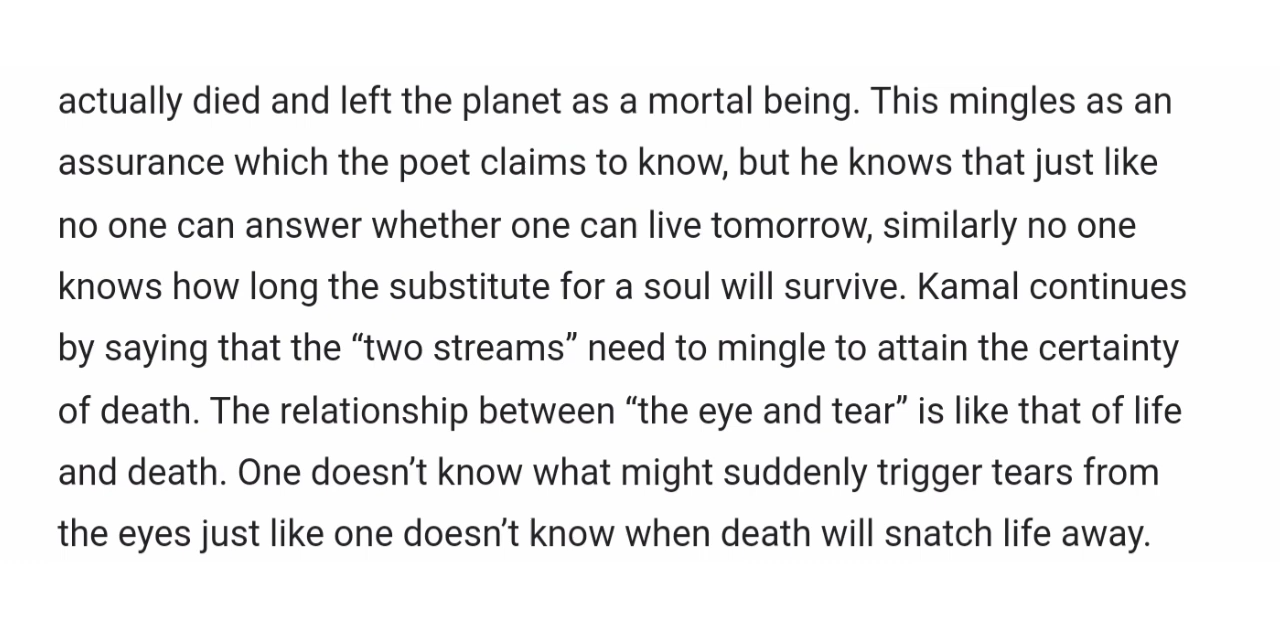 actually died and left the planet as a mortal being. This mingles as an
assurance which the poet claims to know, but he knows that just like
no one can answer whether one can live tomorrow, similarly no one
knows how long the substitute for a soul will survive. Kamal continues
by saying that the “two streams” need to mingle to attain the certainty
of death. The relationship between “the eye and tear” is like that of life
and death. One doesn’t know what might suddenly trigger tears from
the eyes just like one doesn’t know when death will snatch life away.